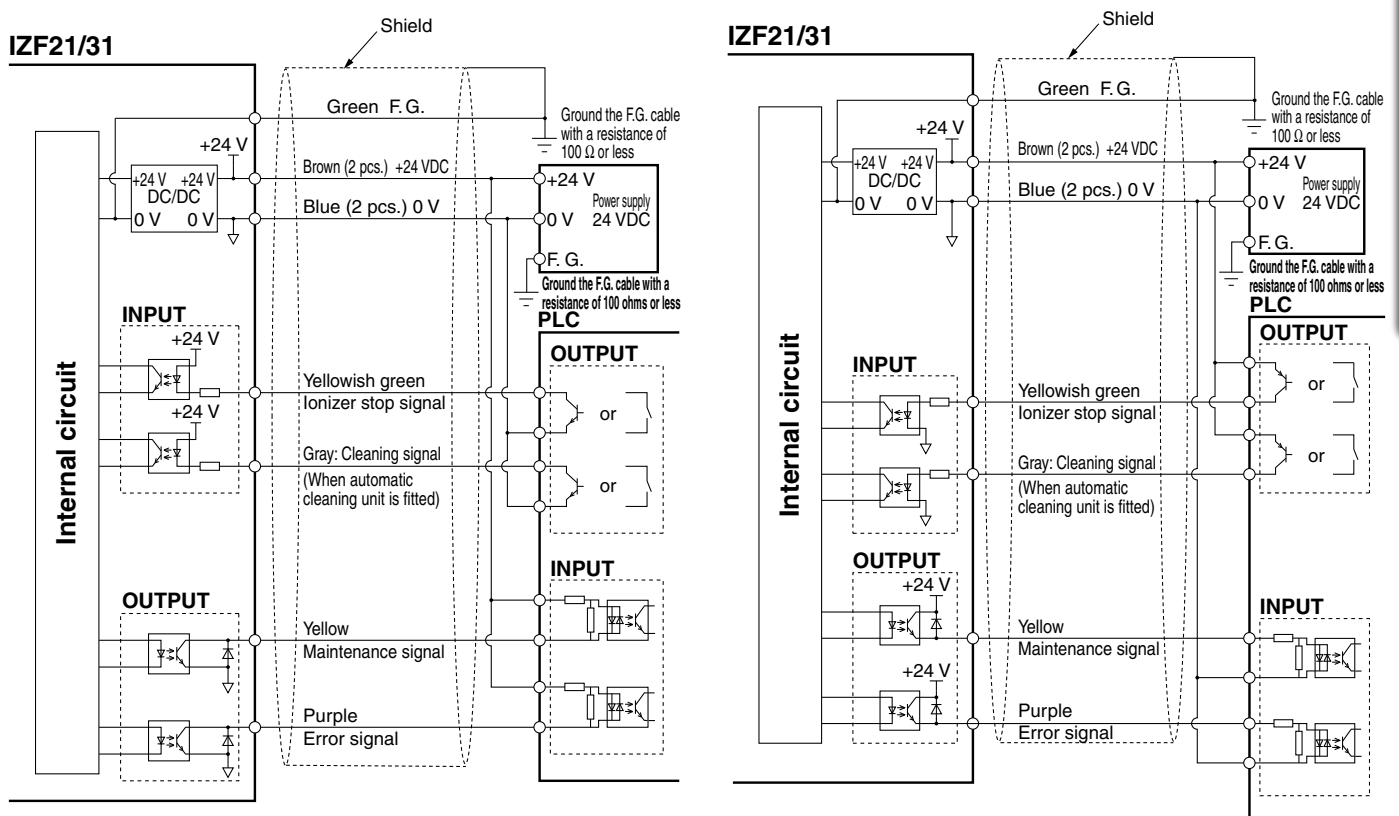 IZF21/31
Shield
Green F.G.
Ground the F.G. cable
with a resistance of
100 Ω or less
+24 V
Brown (2 pcs.) +24 VDC
+24 V +24 V
DC/DC
0 V 0 V
Blue (2 pcs.) 0 V
+24 V
Power supply
0 V 24 VDC
F. G.
Ground the F.G. cable with a
resistance of 100 ohms or less
PLC
Internal circuit
INPUT
+24 V
+24 V
OUTPUT
Yellowish green
Ionizer stop signal
or
Gray: Cleaning signal
(When automatic
cleaning unit is fitted)
or
OUTPUT
INPUT
Yellow
Maintenance signal
Purple
Error signal
IZF21/31
Shield
Green F.G.
Ground the F.G. cable
with a resistance of
100 Ω or less
+24 V
Brown (2 pcs.) +24 VDC
+24 V +24 V
DC/DC
0 V 0 V
Blue (2 pcs.) 0 V
+24 V
Power supply
0 V 24 VDC
F. G.
Ground the F.G. cable with a
resistance of 100 ohms or less
PLC
Internal circuit
INPUT
OUTPUT
Yellowish green
Ionizer stop signal
or
Gray: Cleaning signal
(When automatic
cleaning unit is fitted)
or
OUTPUT
+24 V
+24 V
INPUT
Yellow
Maintenance signal
Purple
Error signal